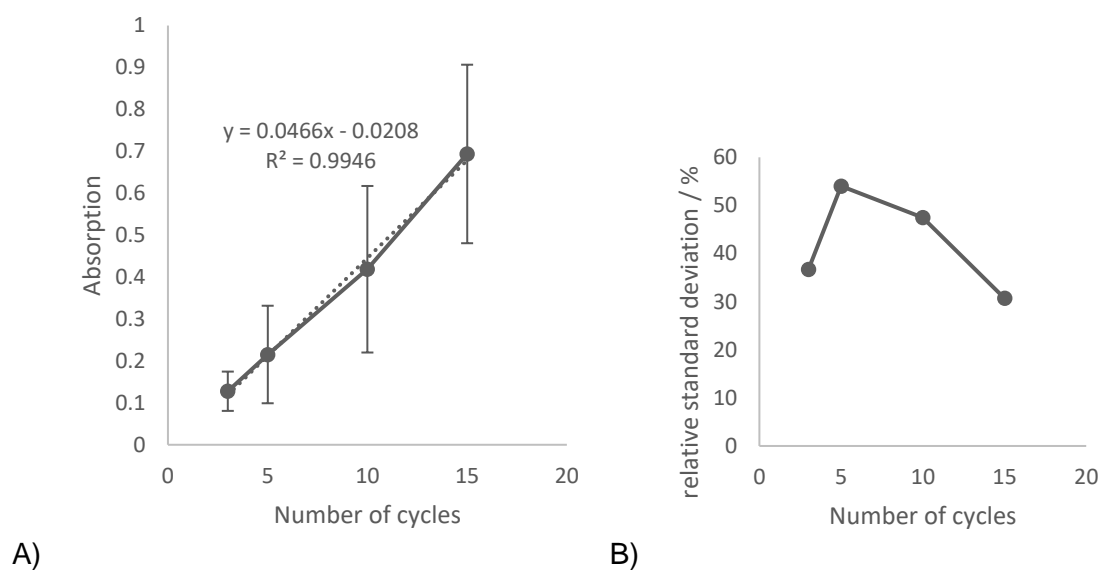 1
0.9
0.8
0.7
0.6
0.5
0.4
0.3
0.2
0.1
0
Absorption
y = 0.0466x - 0.0208
R² = 0.9946
0 5 10 15 20
Number of cycles
A)
60
50
40
30
20
10
0
relative standard deviation / %
0 5 10 15 20
Number of cycles
B)